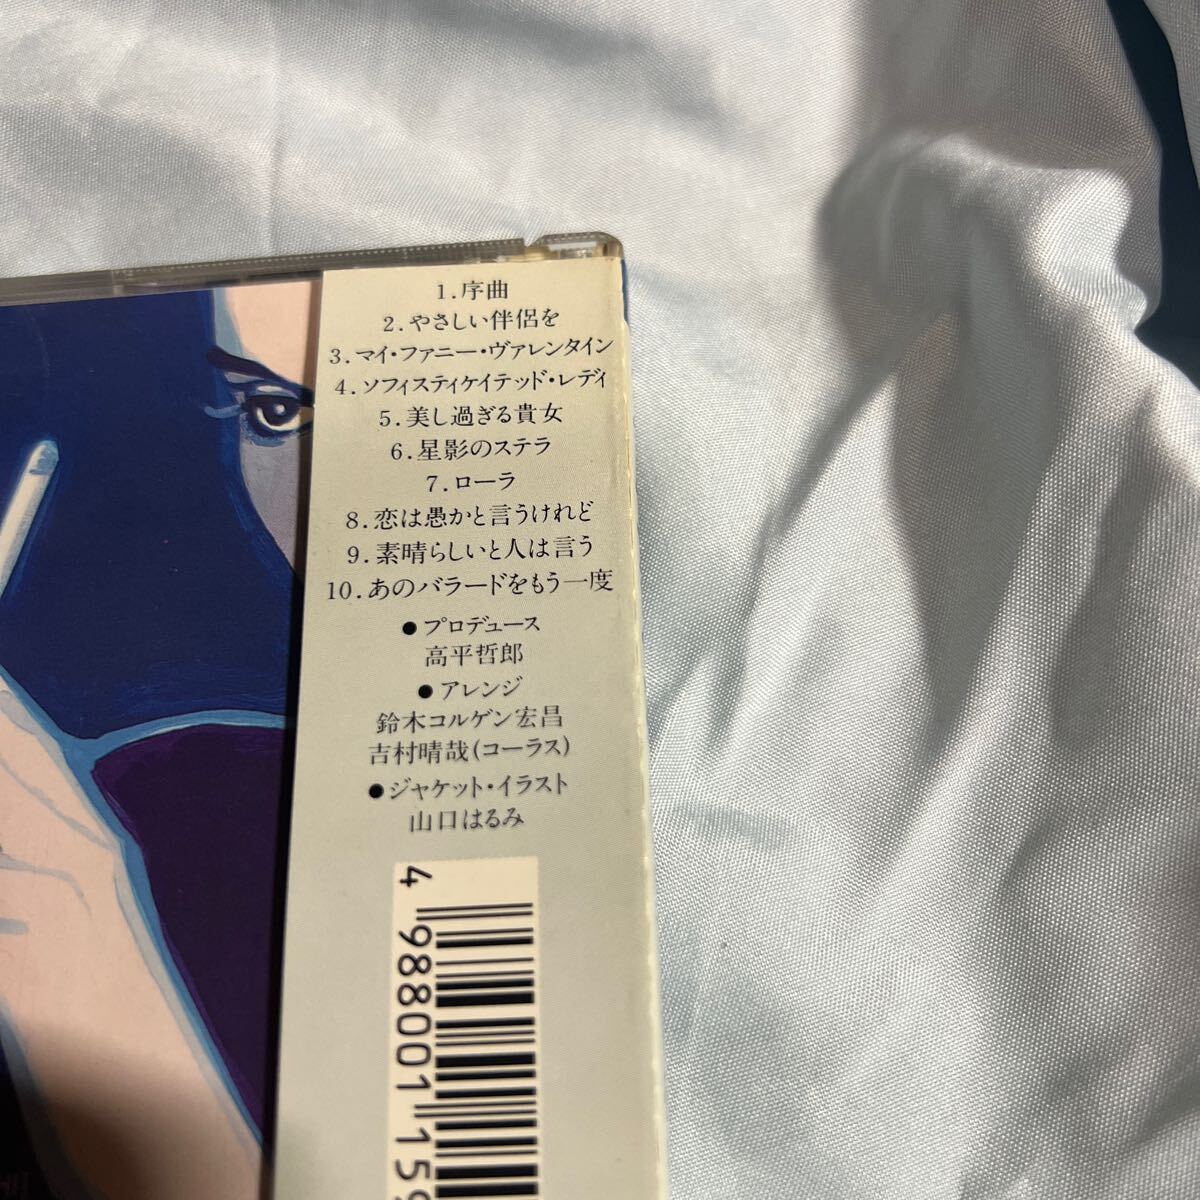 1.序曲
2.やさしい伴侶を
3.マイ・ファニー・ヴァレンタイン
4.ソフィスティケイテッド・レディ
5.美し過ぎる貴女
6.星影のステラ
7.ローラ
8.恋は愚かと言うけれど
9.素晴らしいと人は言う
10.あのバラードをもう一度
●プロデュース
高平哲郎
●アレンジ
鈴木コルゲン宏昌
吉村晴哉(コーラス)
●ジャケット・イラスト
山口はるみ
4 988001 159